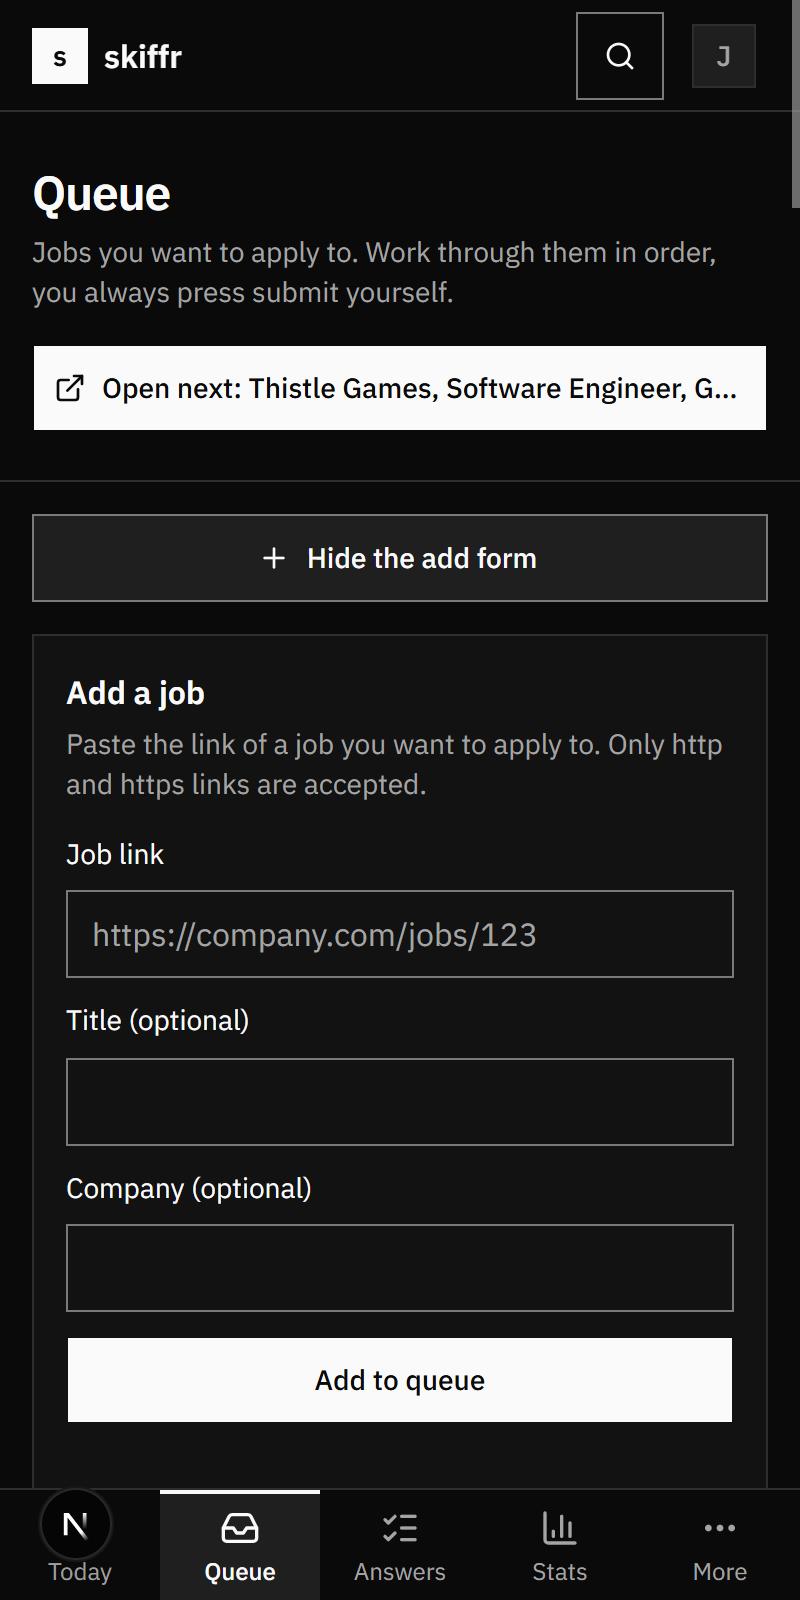 s skiffr J
Queue
Jobs you want to apply to. Work through them in order,
you always press submit yourself.
Open next: Thistle Games, Software Engineer, G...
Hide the add form
Add a job
Paste the link of a job you want to apply to. Only http
and https links are accepted.
Job link
https://company.com/jobs/123
Title (optional)
Company (optional)
Add to queue
N
Today Queue Answers Stats More